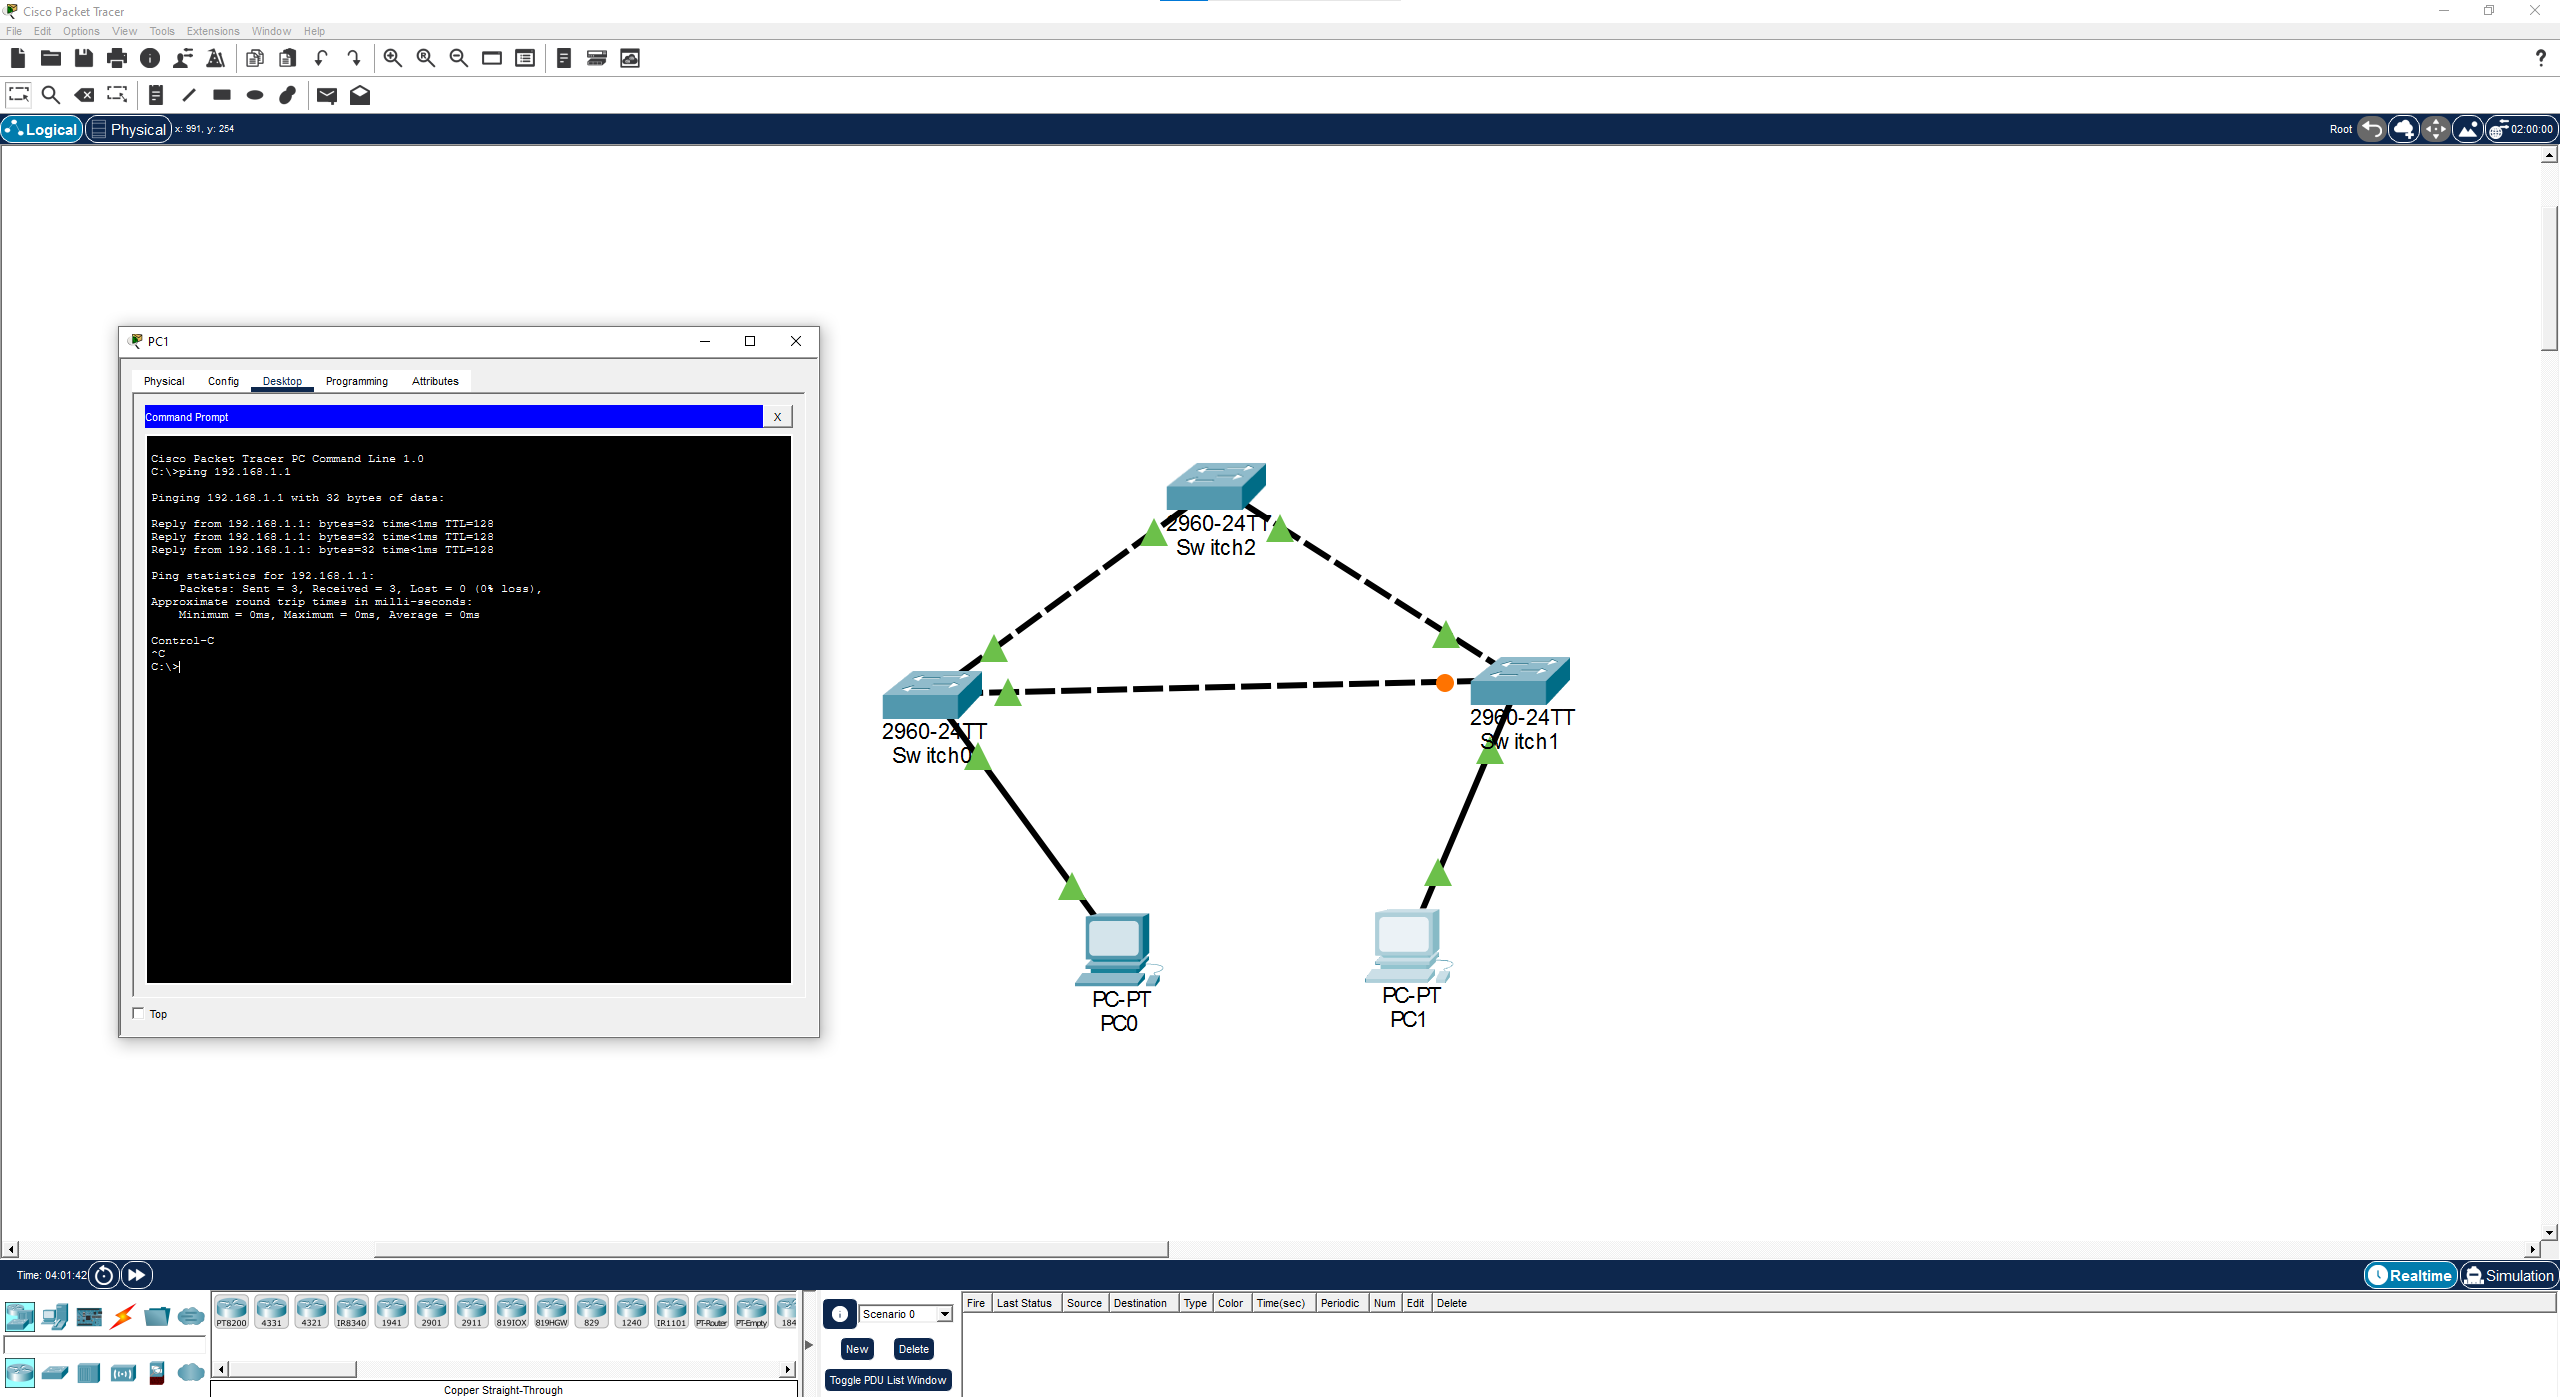 Cisco Packet Tracer
File Edit Options View Tools Extensions Window Help
Logical Physical x: 991, y: 254 Root 02:00:00
PC1
Physical Config Desktop Programming Attributes
Command Prompt X
Cisco Packet Tracer PC Command Line 1.0
C:\>ping 192.168.1.1
Pinging 192.168.1.1 with 32 bytes of data:
Reply from 192.168.1.1: bytes=32 time<1ms TTL=128
Reply from 192.168.1.1: bytes=32 time<1ms TTL=128
Reply from 192.168.1.1: bytes=32 time<1ms TTL=128
Ping statistics for 192.168.1.1:
Packets: Sent = 3, Received = 3, Lost = 0 (0% loss),
Approximate round trip times in milli-seconds:
Minimum = 0ms, Maximum = 0ms, Average = 0ms
Control-C
^C
C:\>
Top
2960-24TT
Switch2
2960-24TT
Switch0
2960-24TT
Switch1
PC-PT
PC0
PC-PT
PC1
Time: 04:01:42 Realtime Simulation
PT8200 4331 4321 IR8340 1941 2901 2911 819IOX 819HGW 829 1240 IR1101 PT-Router PT-Empty 184
Copper Straight-Through
Scenario 0
New Delete
Toggle PDU List Window
Fire Last Status Source Destination Type Color Time(sec) Periodic Num Edit Delete